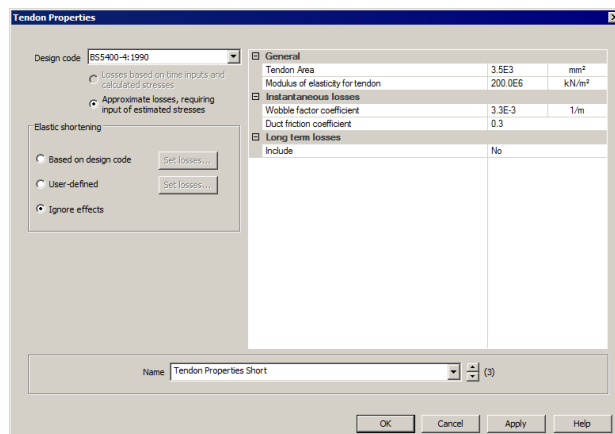 Tendon Properties
Design code BS5400-4:1990
Losses based on time inputs and
calculated stresses
Approximate losses, requiring
input of estimated stresses
Elastic shortening
Based on design code Set losses...
User-defined Set losses...
Ignore effects
General
Tendon Area 3.5E3 mm²
Modulus of elasticity for tendon 200.0E6 kN/m²
Instantaneous losses
Wobble factor coefficient 3.3E-3 1/m
Duct friction coefficient 0.3
Long term losses
Include No
Name Tendon Properties Short (3)
OK Cancel Apply Help